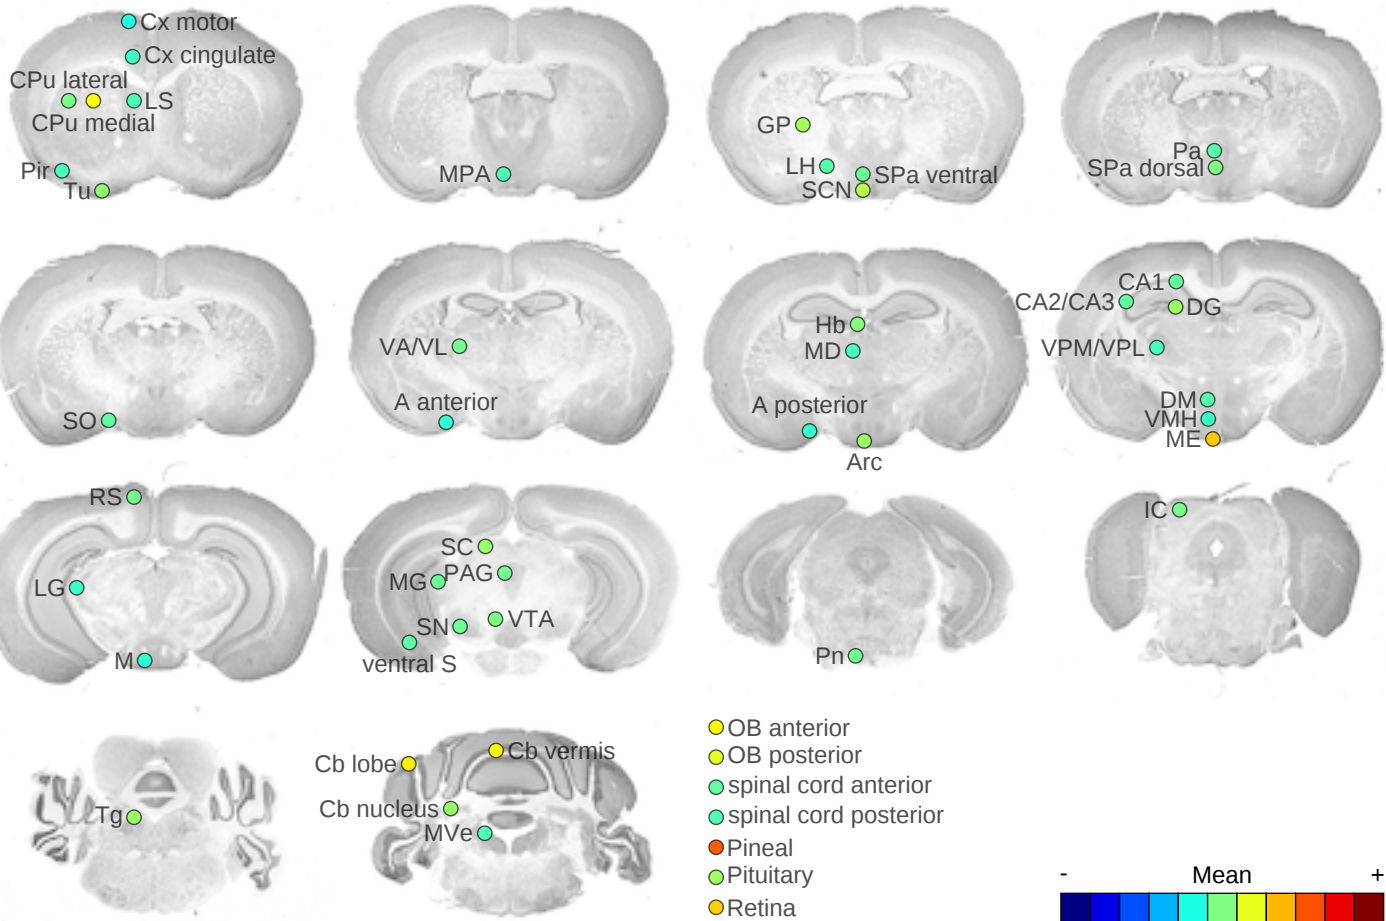 Cx motor
Cx cingulate
CPu lateral
LS
CPu medial
Pir
Tu
MPA
GP
LH
SPa ventral
SCN
Pa
SPa dorsal
SO
VA/VL
A anterior
Hb
MD
A posterior
Arc
CA1
CA2/CA3
DG
VPM/VPL
DM
VMH
ME
RS
LG
M
SC
MG
PAG
SN
VTA
ventral S
Pn
IC
Tg
Cb lobe
Cb vermis
Cb nucleus
MVe
OB anterior
OB posterior
spinal cord anterior
spinal cord posterior
Pineal
Pituitary
Retina
- Mean +